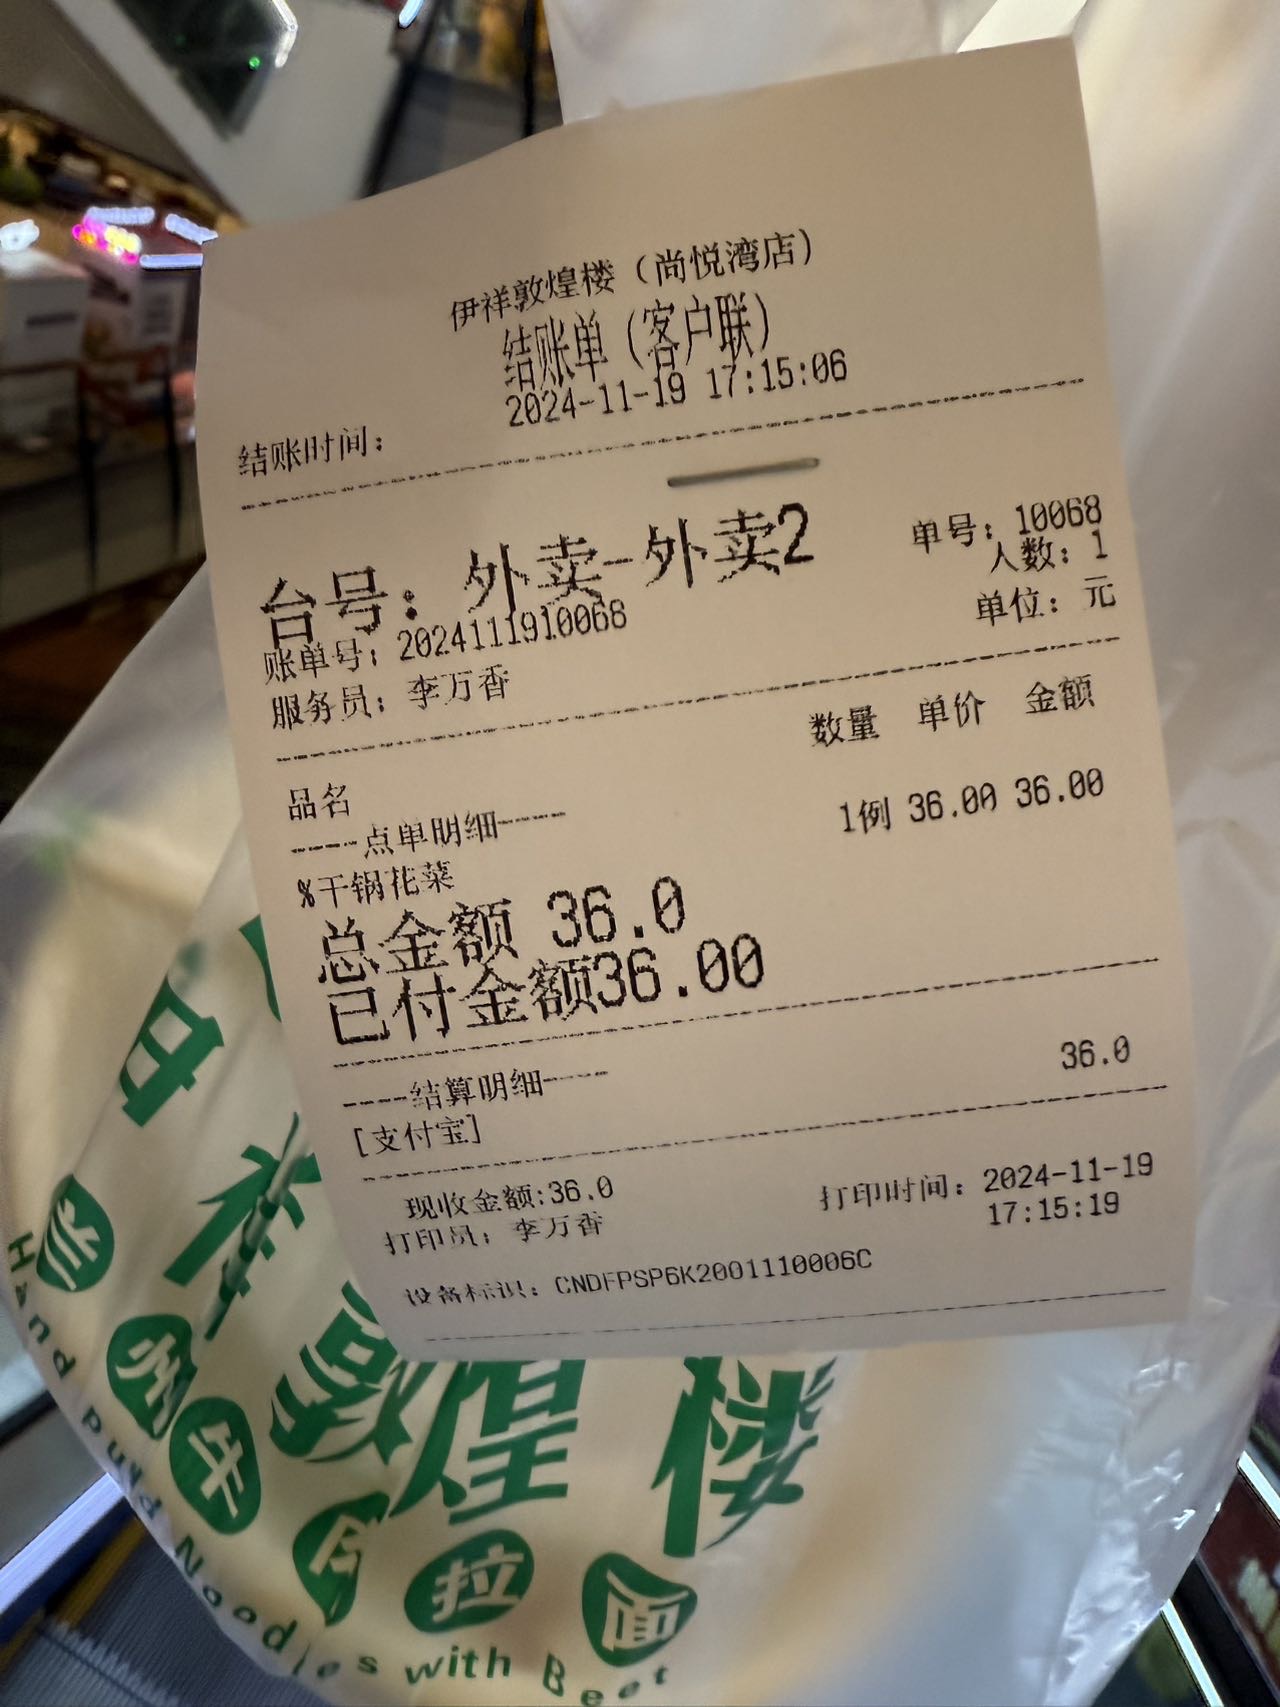 伊祥敦煌楼（尚悦湾店）
结账单（客户联）
结账时间： 2024-11-19 17:15:06
台号：外卖-外卖2 单号：10068
人数：1
账单号：2024111910068 单位：元
服务员：李万香
品名 数量 单价 金额
----点单明细----
%干锅花菜 1例 36.00 36.00
总金额 36.0
已付金额36.00
----结算明细----
[支付宝] 36.0
现收金额:36.0
打印员：李万香 打印时间：2024-11-19 17:15:19
设备标识：CNDFPSP6K2001110006C
祥敦煌楼
兰州牛肉拉面
Hand Pulled Noodles with Beef